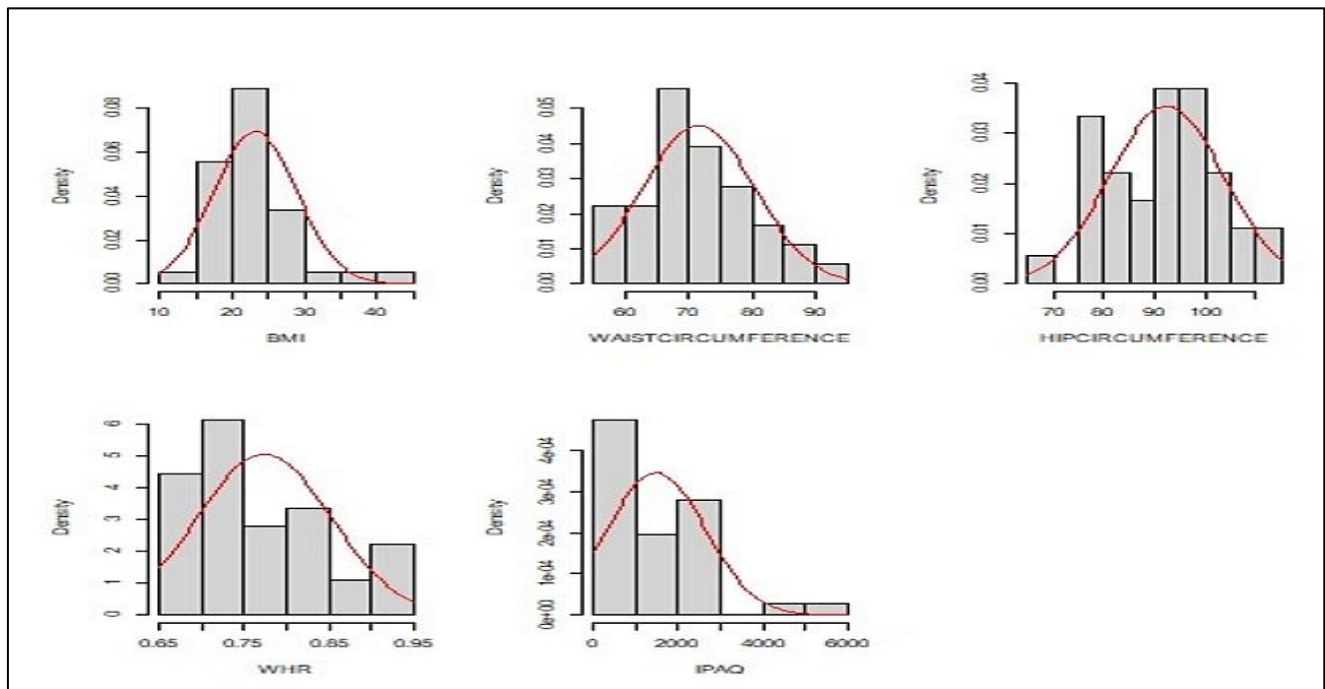 Density
0.00 0.02 0.04 0.06 0.08
10 20 30 40
BMI
Density
0.00 0.01 0.02 0.03 0.04 0.05
60 70 80 90
WAISTCIRCUMFERENCE
Density
0.00 0.01 0.02 0.03 0.04
70 80 90 100
HIPCIRCUMFERENCE
Density
0 1 2 3 4 5 6
0.65 0.75 0.85 0.95
WHR
Density
0e+00 1e-04 2e-04 3e-04 4e-04
0 2000 4000 6000
IPAQ